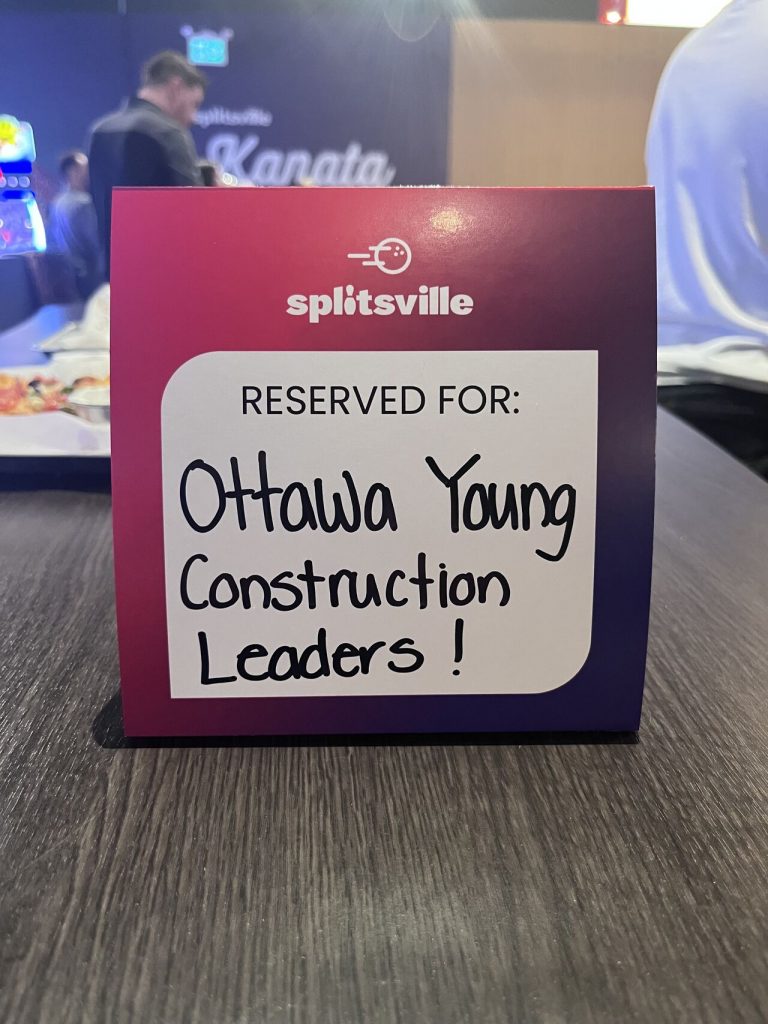 splitsville
Kanata
splitsville
RESERVED FOR:
Ottawa Young
Construction
Leaders!